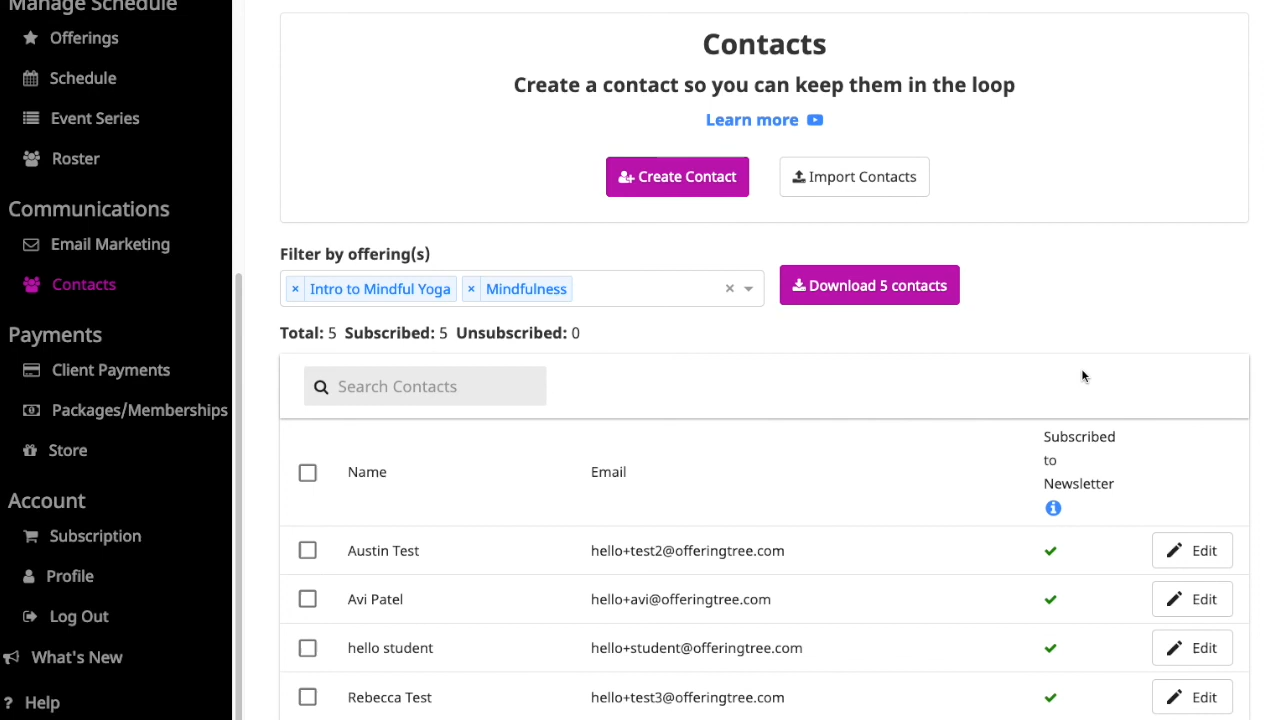 Manage Schedule
Offerings
Schedule
Event Series
Roster
Communications
Email Marketing
Contacts
Payments
Client Payments
Packages/Memberships
Store
Account
Subscription
Profile
Log Out
What's New
? Help
Contacts
Create a contact so you can keep them in the loop
Learn more
Create Contact
Import Contacts
Filter by offering(s)
× Intro to Mindful Yoga × Mindfulness ×
Download 5 contacts
Total: 5 Subscribed: 5 Unsubscribed: 0
Search Contacts
Name Email Subscribed
to
Newsletter
Austin Test hello+test2@offeringtree.com Edit
Avi Patel hello+avi@offeringtree.com Edit
hello student hello+student@offeringtree.com Edit
Rebecca Test hello+test3@offeringtree.com Edit